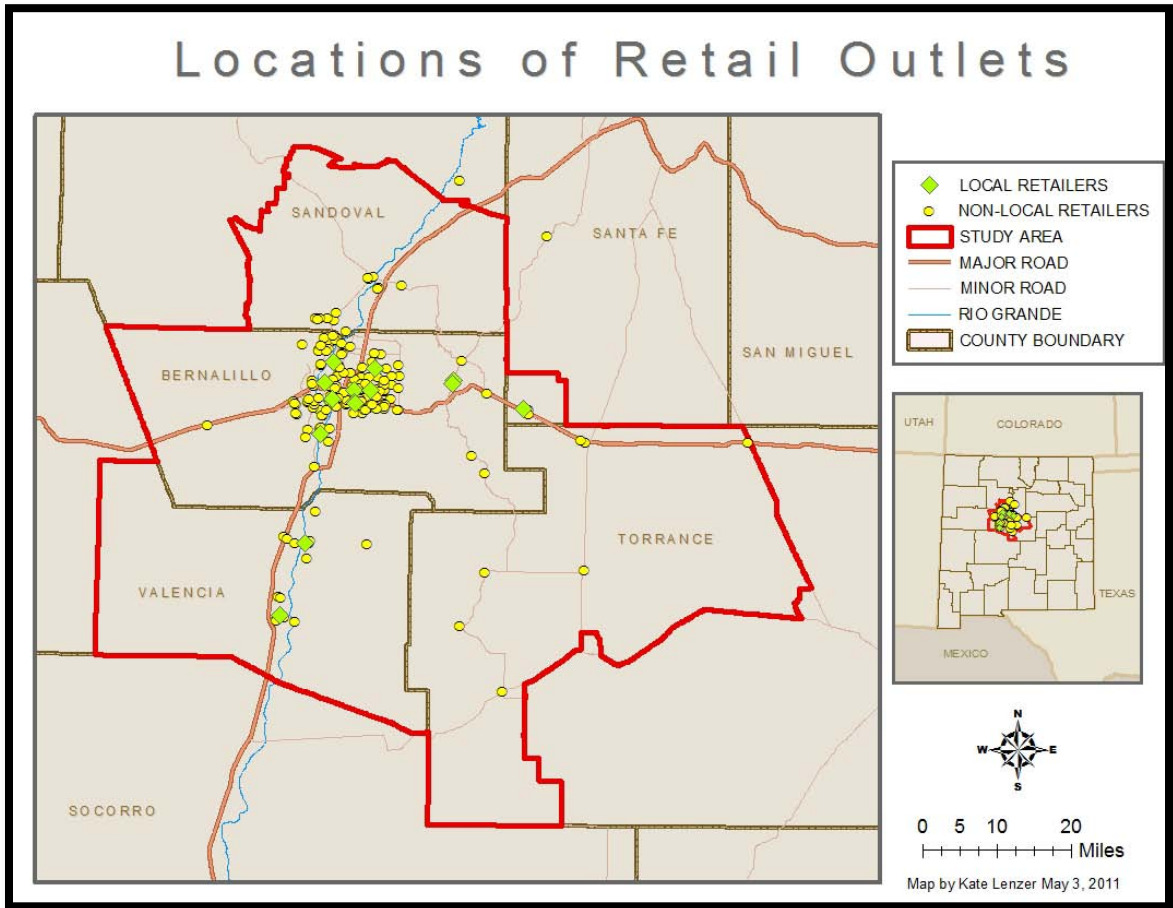 Locations of Retail Outlets
SANDOVAL
SANTA FE
BERNALILLO
SAN MIGUEL
TORRANCE
VALENCIA
SOCORRO
LOCAL RETAILERS
NON-LOCAL RETAILERS
STUDY AREA
MAJOR ROAD
MINOR ROAD
RIO GRANDE
COUNTY BOUNDARY
UTAH
COLORADO
TEXAS
MEXICO
N
W E
S
0 5 10 20
Miles
Map by Kate Lenzer May 3, 2011